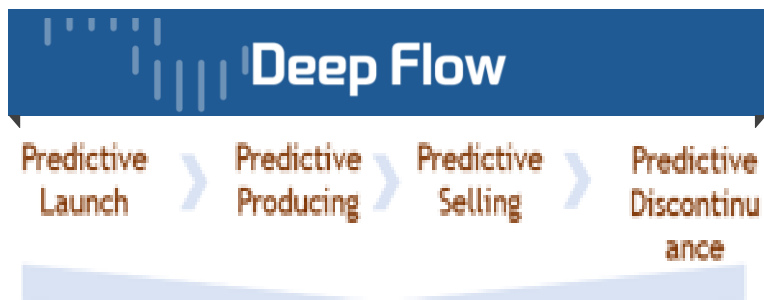 Deep Flow
Predictive
Launch
Predictive
Producing
Predictive
Selling
Predictive
Discontinu
ance